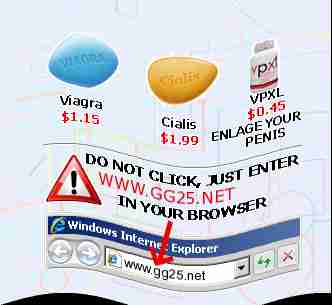 VIAGRA
Cialis
vpxl
Viagra
$1.15
Cialis
$1.99
VPXL
$0.45
ENLAGE YOUR
PENIS
DO NOT CLICK, JUST ENTER
WWW.GG25.NET
IN YOUR BROWSER
Windows Internet Explorer
www.gg25.net